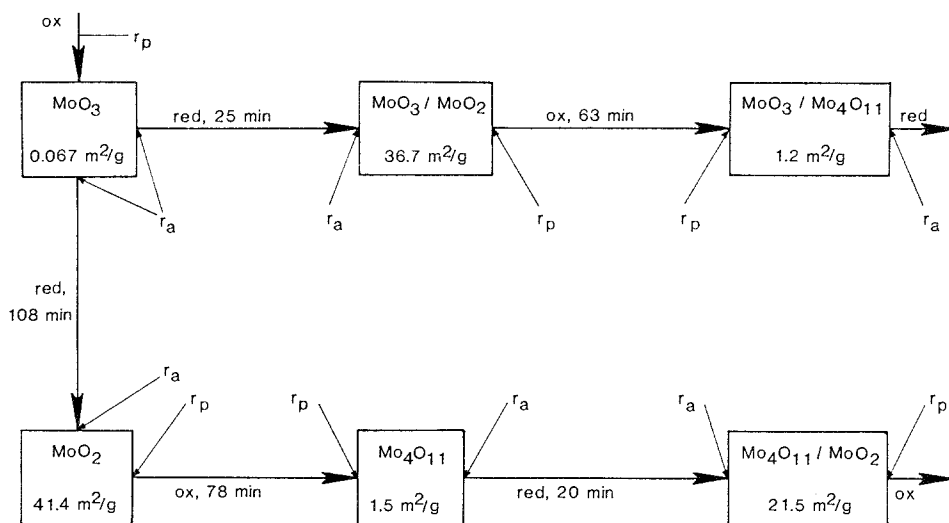 ox
r_p
MoO₃
0.067 m²/g
red, 25 min
MoO₃ / MoO₂
36.7 m²/g
ox, 63 min
MoO₃ / Mo₄O₁₁
1.2 m²/g
red
r_a
r_a
r_p
r_p
r_a
red,
108 min
r_a
r_p
r_p
r_a
r_a
r_p
MoO₂
41.4 m²/g
ox, 78 min
Mo₄O₁₁
1.5 m²/g
red, 20 min
Mo₄O₁₁ / MoO₂
21.5 m²/g
ox